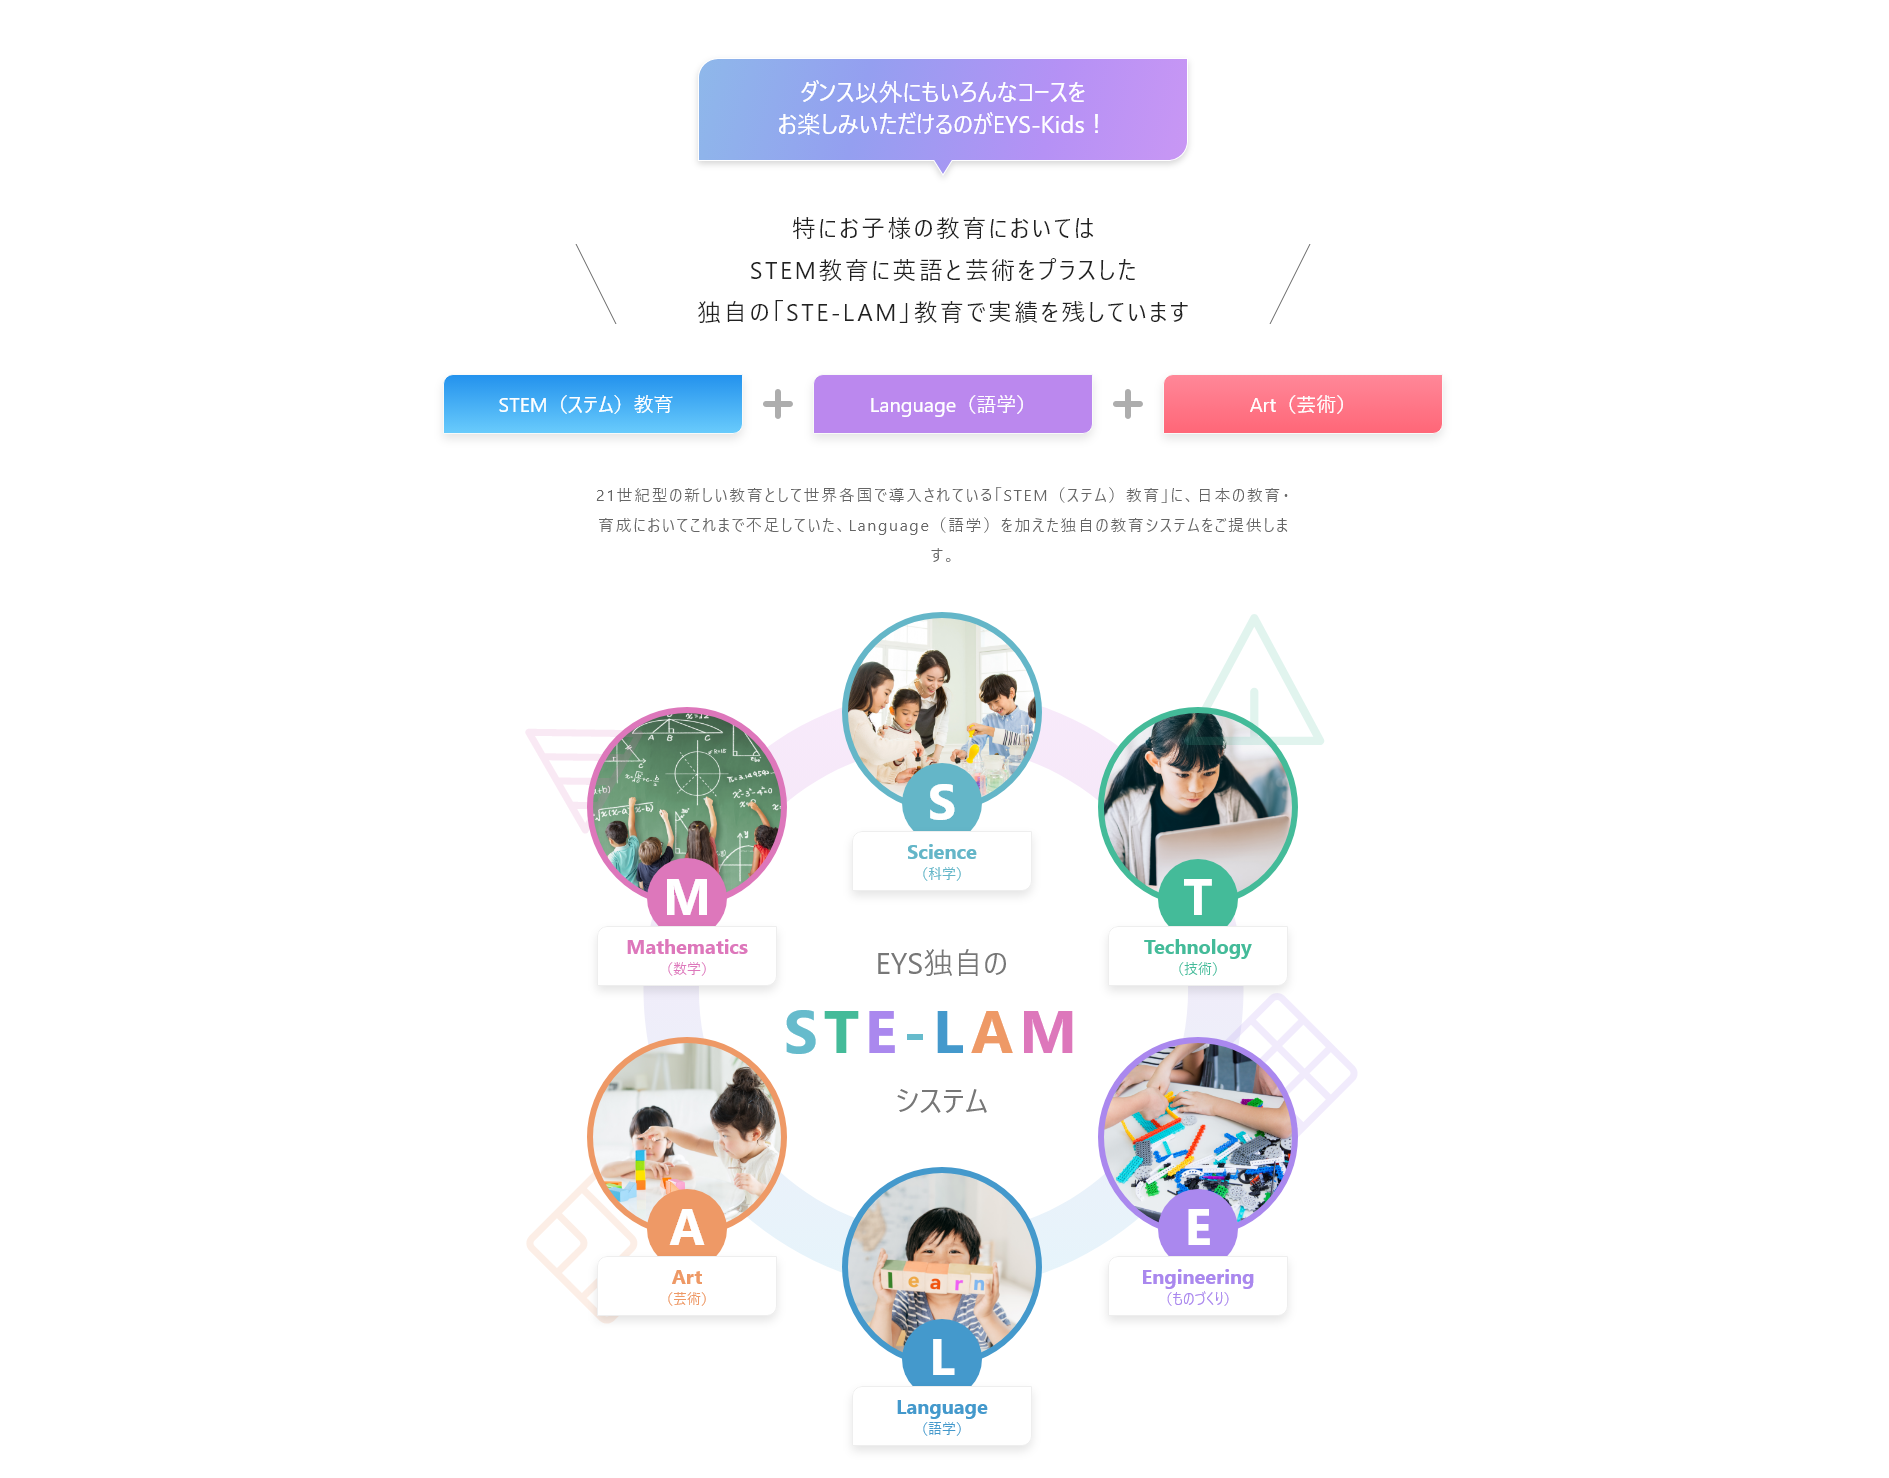 ダンス以外にもいろんなコースを
お楽しみいただけるのがEYS-Kids！
特にお子様の教育においては
STEM教育に英語と芸術をプラスした
独自の「STE-LAM」教育で実績を残しています
STEM（ステム）教育
Language（語学）
Art（芸術）
21世紀型の新しい教育として世界各国で導入されている「STEM（ステム）教育」に、日本の教育・
育成においてこれまで不足していた、Language（語学）を加えた独自の教育システムをご提供しま
す。
S
Science
（科学）
T
Technology
（技術）
M
Mathematics
（数学）
EYS独自の
STE-LAM
システム
A
Art
（芸術）
E
Engineering
（ものづくり）
learn
L
Language
（語学）